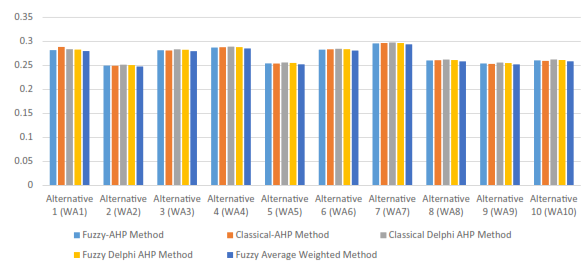 0.35
0.3
0.25
0.2
0.15
0.1
0.05
0
Alternative Alternative Alternative Alternative Alternative Alternative Alternative Alternative Alternative Alternative
1 (WA1) 2 (WA2) 3 (WA3) 4 (WA4) 5 (WA5) 6 (WA6) 7 (WA7) 8 (WA8) 9 (WA9) 10 (WA10)
Fuzzy-AHP Method Classical-AHP Method Classical Delphi AHP Method
Fuzzy Delphi AHP Method Fuzzy Average Weighted Method